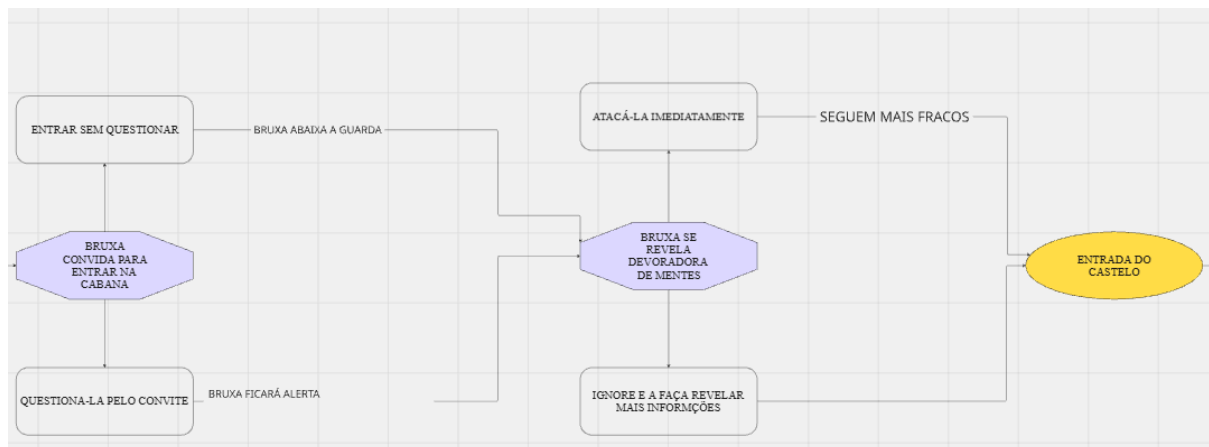 ENTRAR SEM QUESTIONAR
BRUXA ABAIXA A GUARDA
BRUXA
CONVIDA PARA
ENTRAR NA
CABANA
QUESTIONA-LA PELO CONVITE
BRUXA FICARÁ ALERTA
ATACÁ-LA IMEDIATAMENTE
SEGUEM MAIS FRACOS
BRUXA SE
REVELA
DEVORADORA
DE MENTES
IGNORE E A FAÇA REVELAR
MAIS INFORMÇÕES
ENTRADA DO
CASTELO